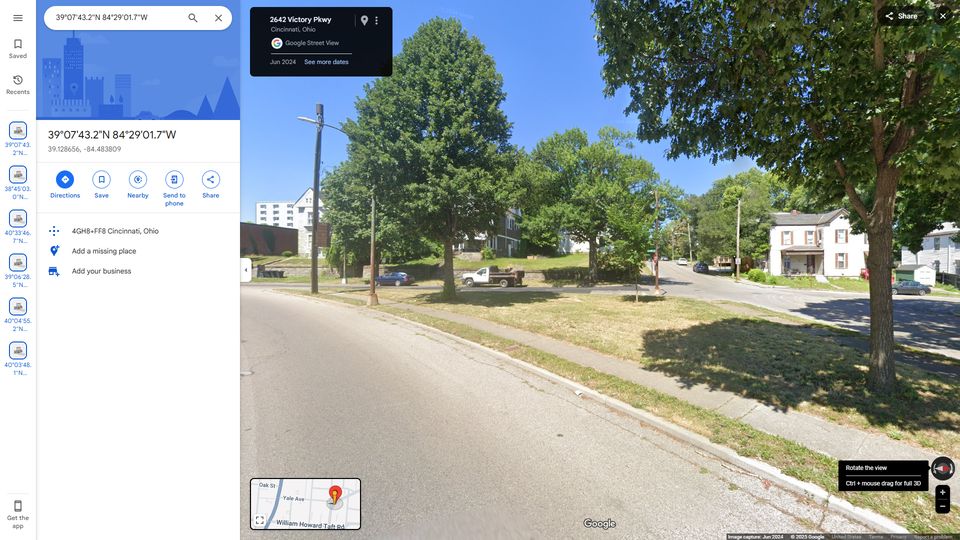 39°07'43.2"N 84°29'01.7"W
Saved
Recents
39°07'43.
2"N...
38°45'03.
0"N...
40°33'46.
7"N...
39°06'28.
5"N...
40°04'55.
2"N...
40°03'48.
1"N...
Get the
app
39°07'43.2"N 84°29'01.7"W
39.128656, -84.483809
Directions
Save
Nearby
Send to
phone
Share
4GH8+FF8 Cincinnati, Ohio
Add a missing place
Add your business
2642 Victory Pkwy
Cincinnati, Ohio
Google Street View
Jun 2024 See more dates
Share
Oak St
Yale Ave
William Howard Taft Rd
Google
Rotate the view
Ctrl + mouse drag for full 3D
Image capture: Jun 2024 © 2025 Google United States Terms Privacy Report a problem